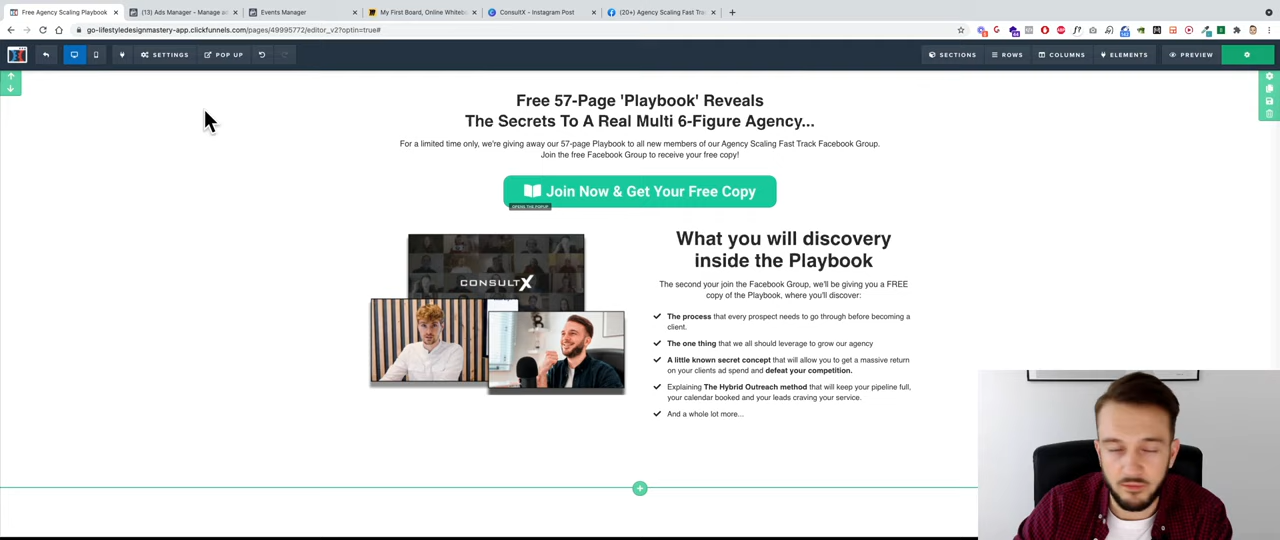 Free Agency Scaling Playbook
(13) Ads Manager - Manage a
Events Manager
My First Board, Online Whitebo
ConsultX - Instagram Post
(20+) Agency Scaling Fast Tra
go-lifestyledesignmastery-app.clickfunnels.com/pages/49995772/editor_v2?optin=true#
SETTINGS
POP UP
SECTIONS
ROWS
COLUMNS
ELEMENTS
PREVIEW
Free 57-Page 'Playbook' Reveals
The Secrets To A Real Multi 6-Figure Agency...
For a limited time only, we're giving away our 57-page Playbook to all new members of our Agency Scaling Fast Track Facebook Group.
Join the free Facebook Group to receive your free copy!
Join Now & Get Your Free Copy
OPENS THE POPUP
CONSULTX
What you will discovery
inside the Playbook
The second your join the Facebook Group, we'll be giving you a FREE
copy of the Playbook, where you'll discover:
The process that every prospect needs to go through before becoming a
client.
The one thing that we all should leverage to grow our agency
A little known secret concept that will allow you to get a massive return
on your clients ad spend and defeat your competition.
Explaining The Hybrid Outreach method that will keep your pipeline full,
your calendar booked and your leads craving your service.
And a whole lot more...